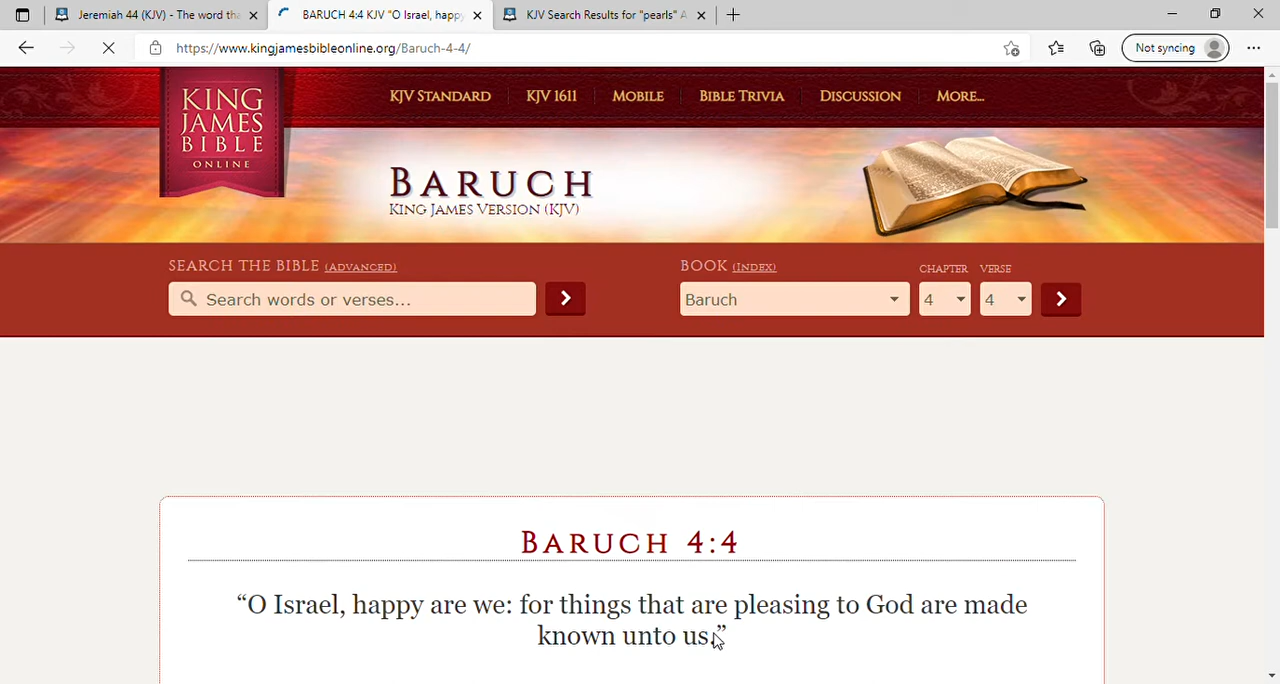 Jeremiah 44 (KJV) - The word tha
BARUCH 4:4 KJV "O Israel, happy
KJV Search Results for "pearls" A
https://www.kingjamesbibleonline.org/Baruch-4-4/
Not syncing
KING
JAMES
BIBLE
ONLINE
KJV STANDARD
KJV 1611
MOBILE
BIBLE TRIVIA
DISCUSSION
MORE...
BARUCH
KING JAMES VERSION (KJV)
SEARCH THE BIBLE (ADVANCED)
BOOK (INDEX)
CHAPTER
VERSE
Search words or verses...
Baruch
4
4
BARUCH 4:4
“O Israel, happy are we: for things that are pleasing to God are made
known unto us.”